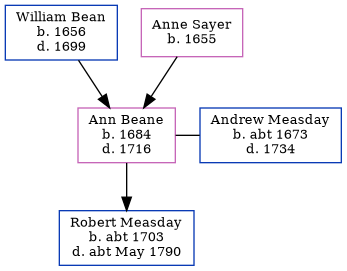 William Bean
b. 1656
d. 1699
Anne Sayer
b. 1655
Ann Beane
b. 1684
d. 1716
Andrew Measday
b. abt 1673
d. 1734
Robert Measday
b. abt 1703
d. abt May 1790